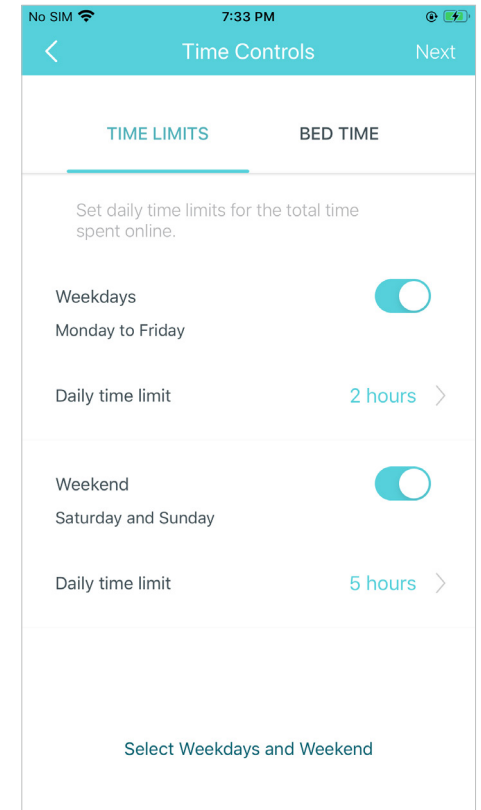 No SIM 7:33 PM
Time Controls Next
TIME LIMITS BED TIME
Set daily time limits for the total time
spent online.
Weekdays
Monday to Friday
Daily time limit 2 hours
Weekend
Saturday and Sunday
Daily time limit 5 hours
Select Weekdays and Weekend